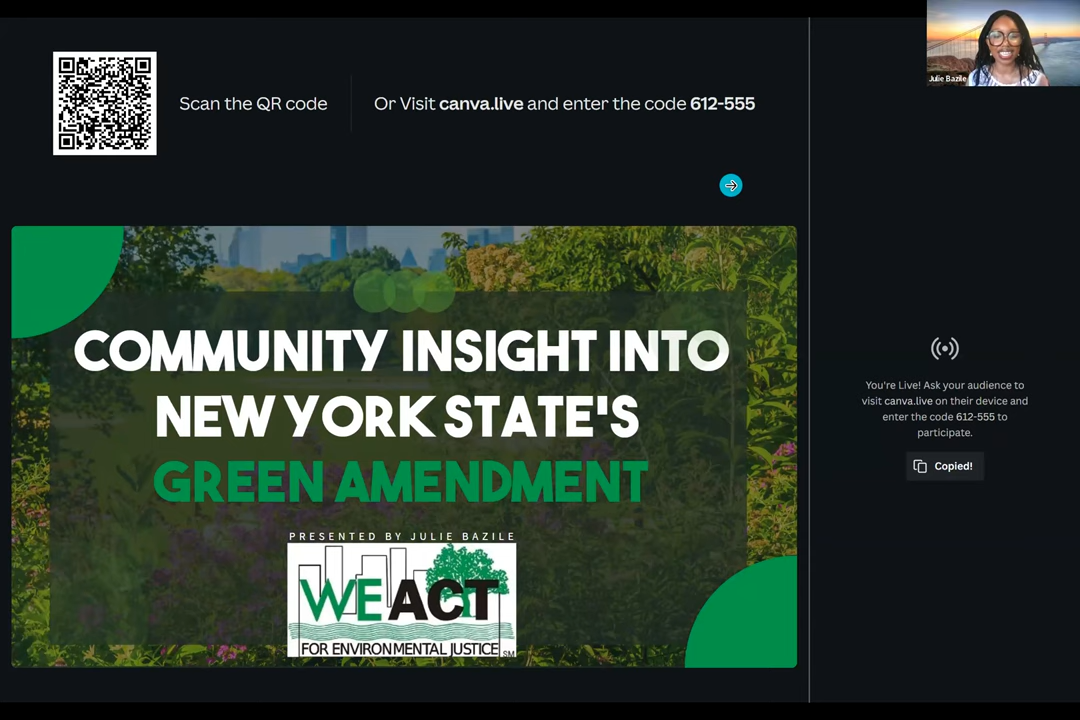 Scan the QR code
Or Visit canva.live and enter the code 612-555
Julie Bazile
COMMUNITY INSIGHT INTO
NEW YORK STATE'S
GREEN AMENDMENT
PRESENTED BY JULIE BAZILE
WE ACT
FOR ENVIRONMENTAL JUSTICE
SM
You're Live! Ask your audience to
visit canva.live on their device and
enter the code 612-555 to
participate.
Copied!